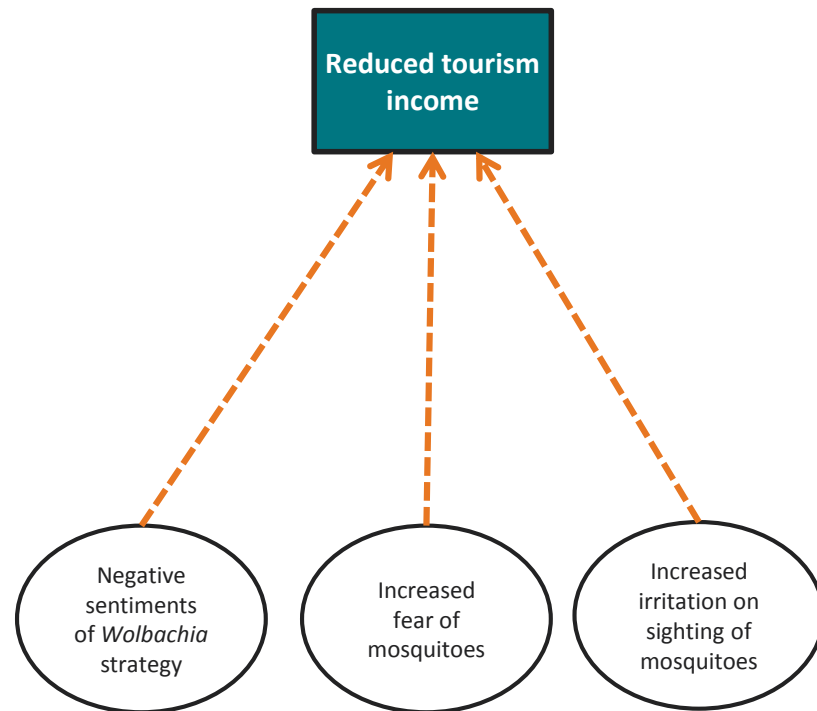 Reduced tourism
income
Negative
sentiments
of Wolbachia
strategy
Increased
fear of
mosquitoes
Increased
irritation on
sighting of
mosquitoes